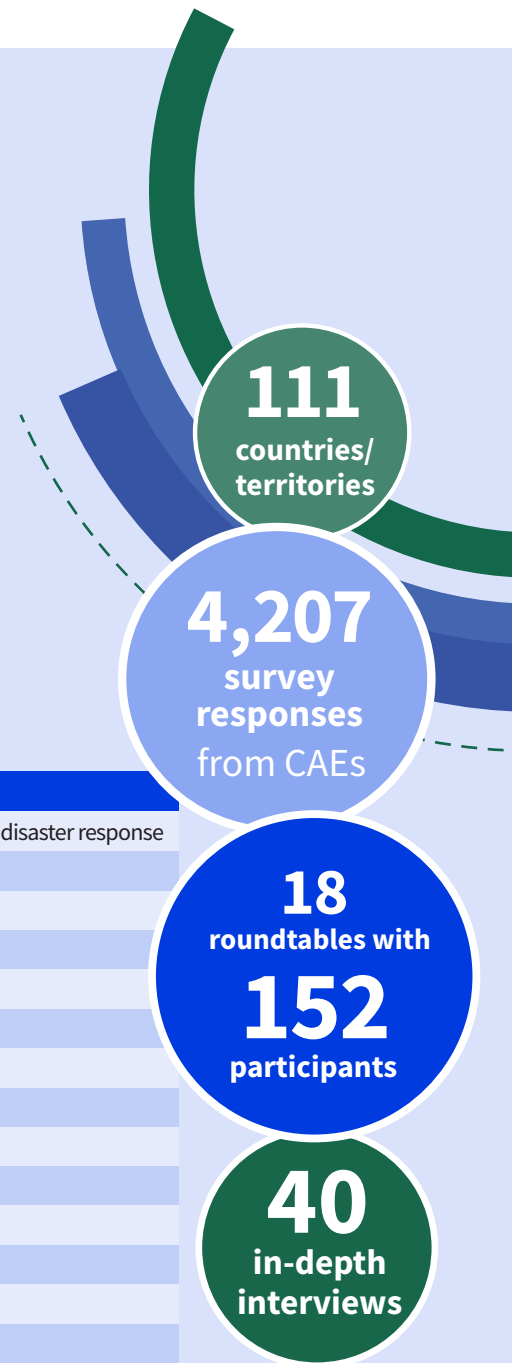 111
countries/
territories
4,207
survey
responses
from CAEs
disaster response
18
roundtables with
152
participants
40
in-depth
interviews